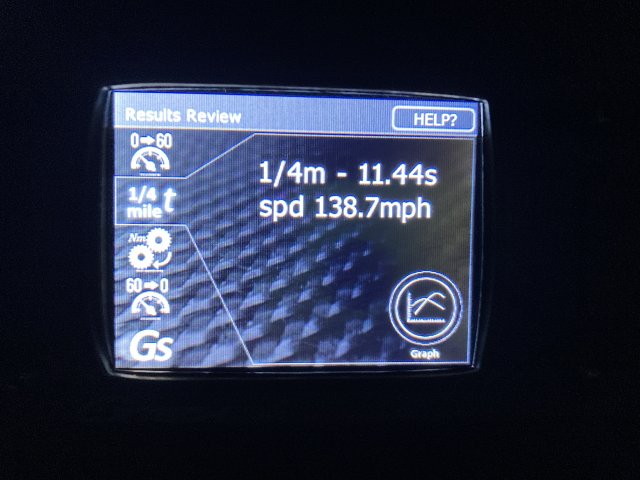 Results Review
HELP?
0→60
1/4 mile t
1/4m - 11.44s
spd 138.7mph
Nm
60→0
Gs
Graph